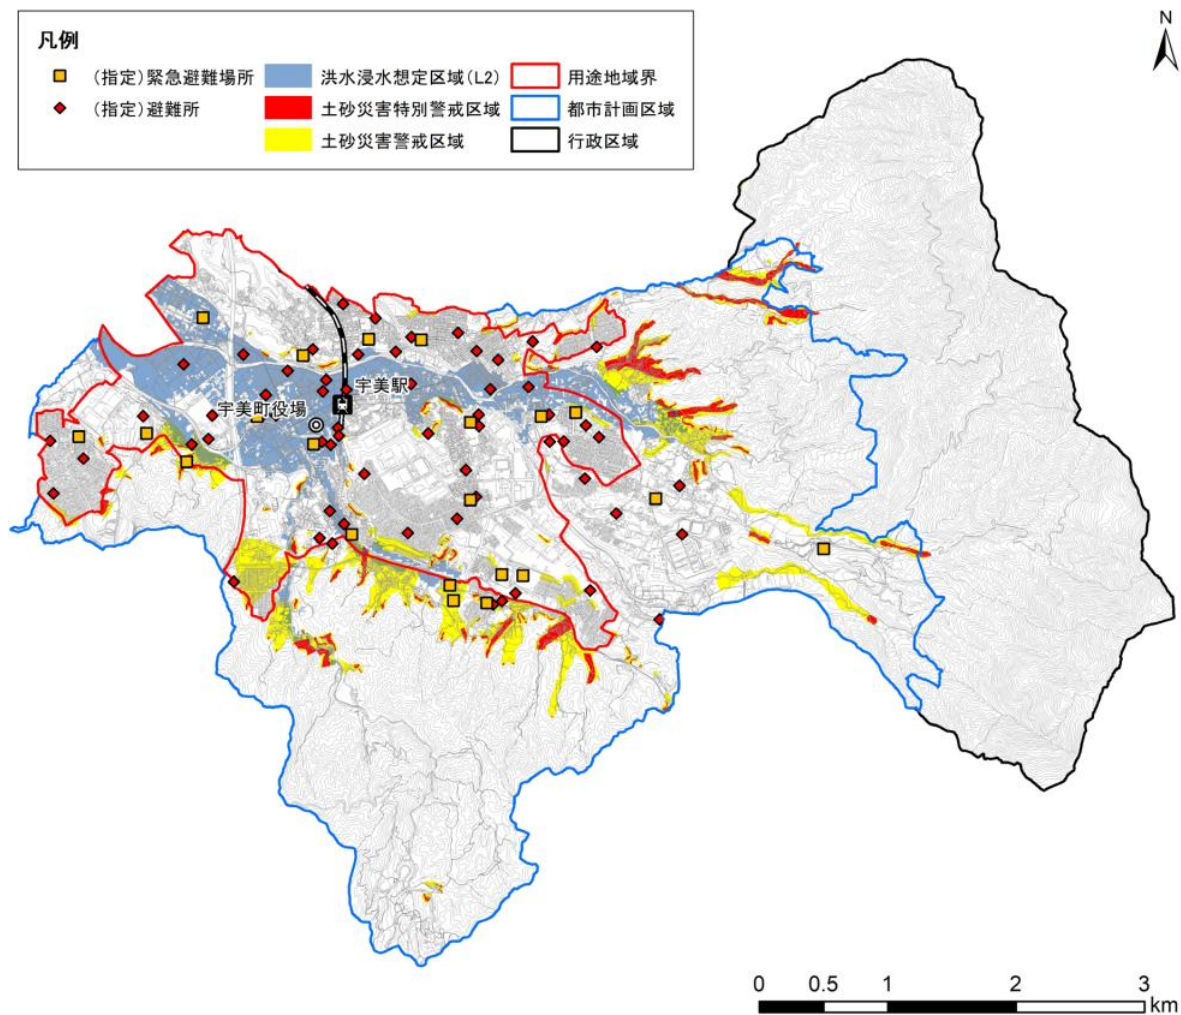 N
凡例
(指定)緊急避難場所
洪水浸水想定区域(L2)
用途地域界
(指定)避難所
土砂災害特別警戒区域
都市計画区域
土砂災害警戒区域
行政区域
宇美駅
宇美町役場
0 0.5 1 2 3
km